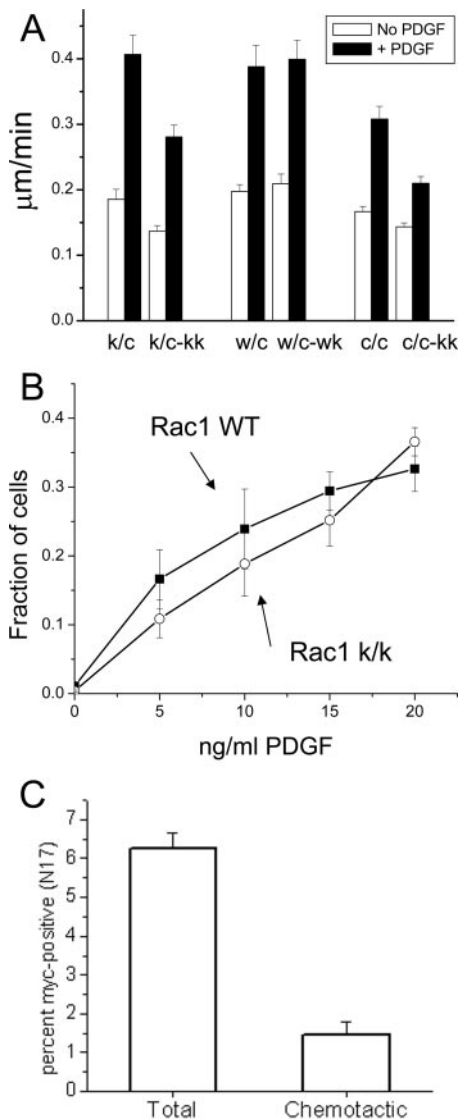 A
No PDGF
+ PDGF
μm/min
0.4
0.3
0.2
0.1
0.0
k/c k/c-kk w/c w/c-wk c/c c/c-kk
B
Fraction of cells
0.4
0.3
0.2
0.1
0.0
Rac1 WT
Rac1 k/k
0 5 10 15 20
ng/ml PDGF
C
percent myc-positive (N17)
7
6
5
4
3
2
1
0
Total Chemotactic